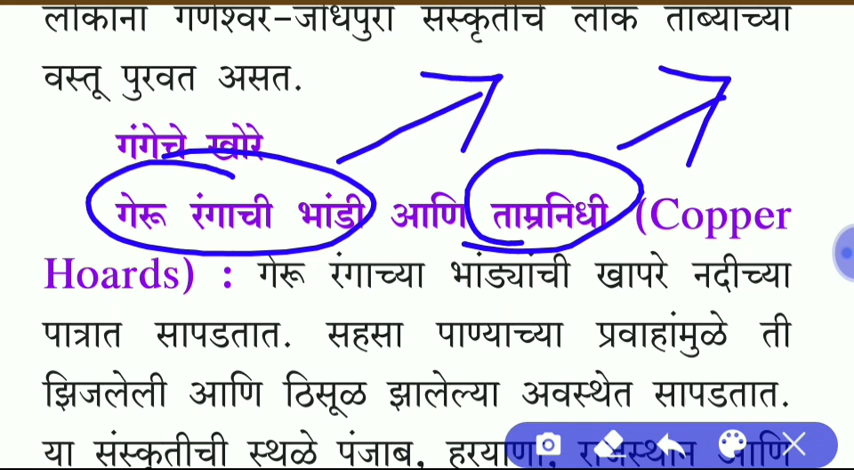 लोकांना गणेश्वर-जोधपुरा संस्कृतीचे लोक तांब्याच्या
वस्तू पुरवत असत.
गंगेचे खोरे
गेरू रंगाची भांडी आणि ताम्रनिधी (Copper
Hoards) : गेरू रंगाच्या भांड्यांची खापरे नदीच्या
पात्रात सापडतात. सहसा पाण्याच्या प्रवाहांमुळे ती
झिजलेली आणि ठिसूळ झालेल्या अवस्थेत सापडतात.
या संस्कृतीची स्थळे पंजाब, हरयाणा, राजस्थान आणि